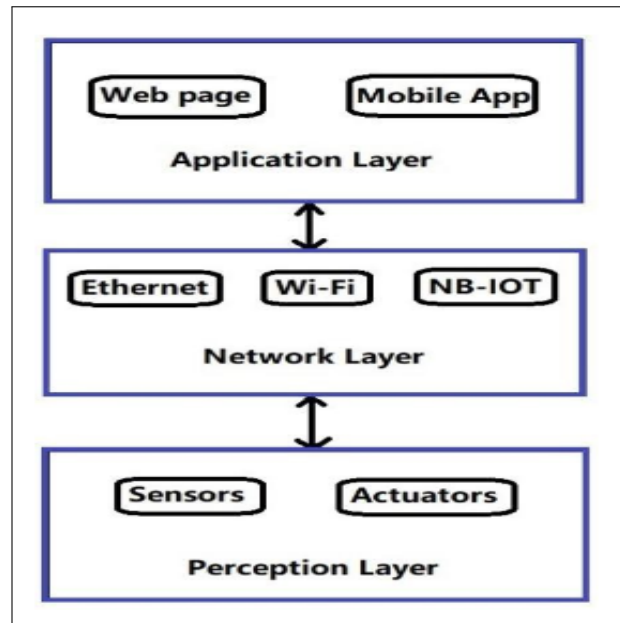 Web page Mobile App
Application Layer
Ethernet Wi-Fi NB-IOT
Network Layer
Sensors Actuators
Perception Layer